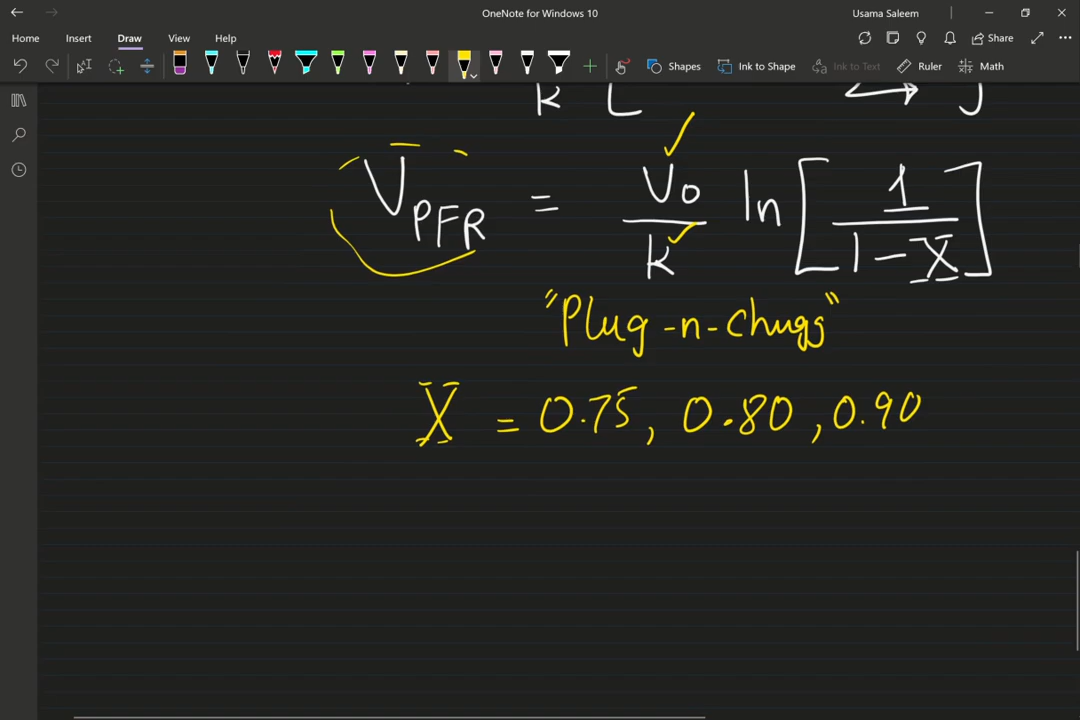 OneNote for Windows 10
Usama Saleem
Home Insert Draw View Help
Share
Shapes Ink to Shape Ink to Text Ruler Math
k [ ]
V_PFR = v₀/k ln[1/(1-X)]
"Plug-n-chugs"
X = 0.75, 0.80, 0.90